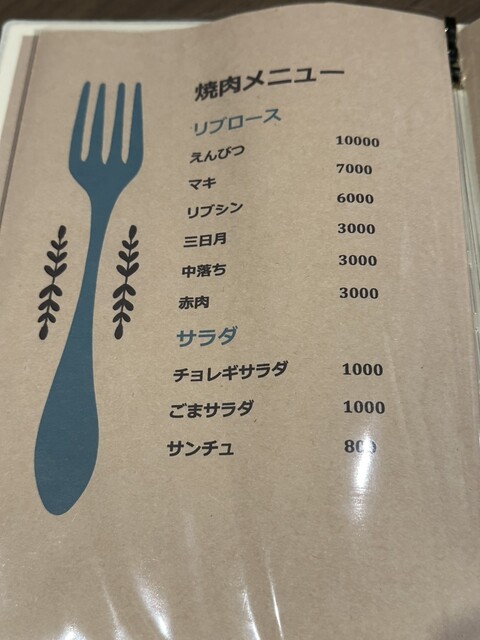 焼肉メニュー
リブロース
えんぴつ 10000
マキ 7000
リブシン 6000
三日月 3000
中落ち 3000
赤肉 3000
サラダ
チョレギサラダ 1000
ごまサラダ 1000
サンチュ 800